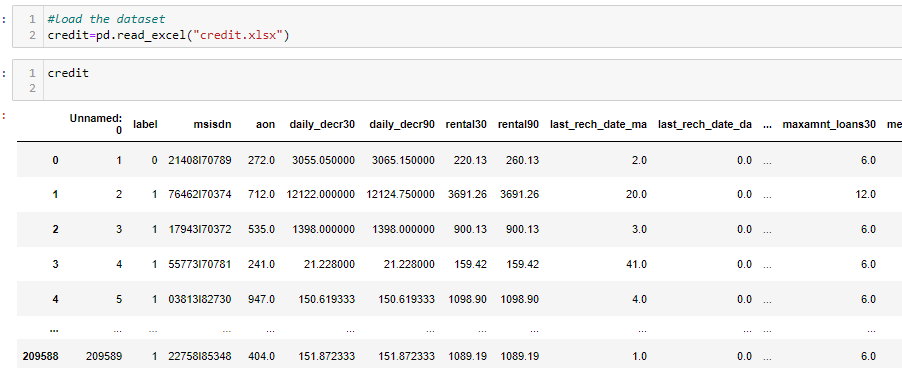 : 1 #load the dataset
2 credit=pd.read_excel("credit.xlsx")
: 1 credit
2
:
Unnamed: 0 label msisdn aon daily_decr30 daily_decr90 rental30 rental90 last_rech_date_ma last_rech_date_da ... maxamnt_loans30 me
0 1 0 21408I70789 272.0 3055.050000 3065.150000 220.13 260.13 2.0 0.0 ... 6.0
1 2 1 76462I70374 712.0 12122.000000 12124.750000 3691.26 3691.26 20.0 0.0 ... 12.0
2 3 1 17943I70372 535.0 1398.000000 1398.000000 900.13 900.13 3.0 0.0 ... 6.0
3 4 1 55773I70781 241.0 21.228000 21.228000 159.42 159.42 41.0 0.0 ... 6.0
4 5 1 03813I82730 947.0 150.619333 150.619333 1098.90 1098.90 4.0 0.0 ... 6.0
... ... ... ... ... ... ... ... ... ... ... ... ...
209588 209589 1 22758I85348 404.0 151.872333 151.872333 1089.19 1089.19 1.0 0.0 ... 6.0